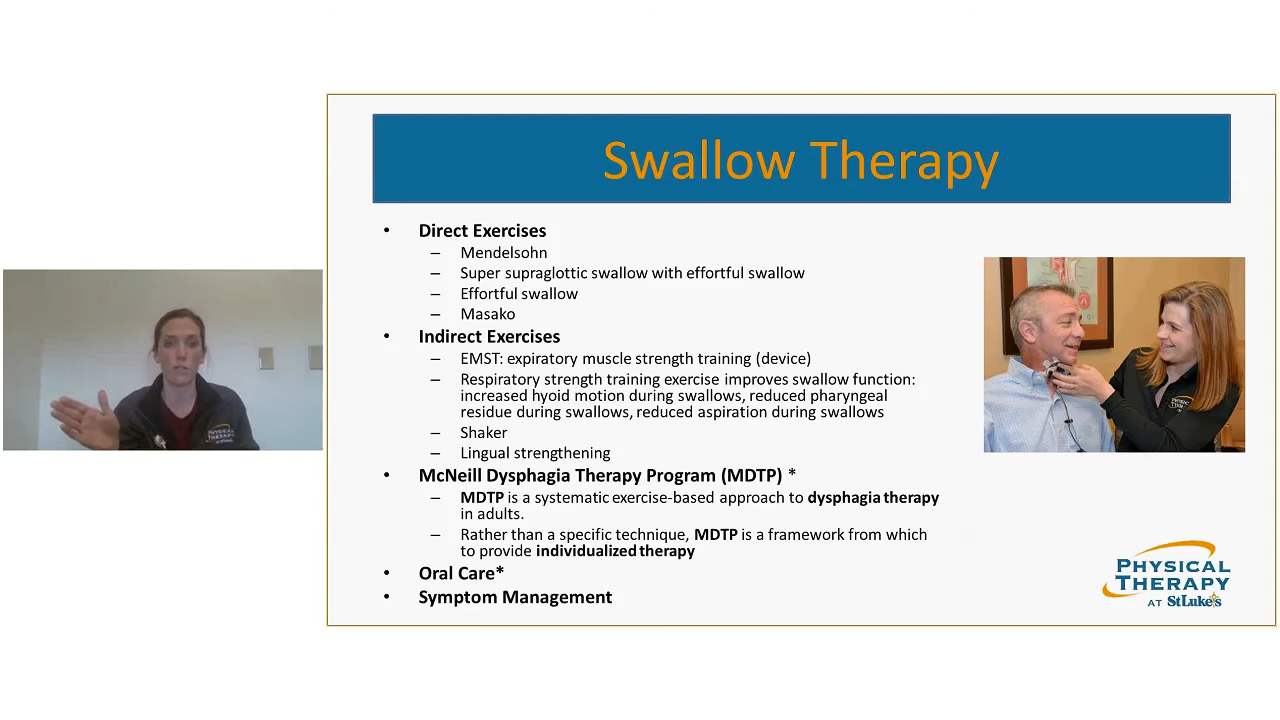 Swallow Therapy
• Direct Exercises
– Mendelsohn
– Super supraglottic swallow with effortful swallow
– Effortful swallow
– Masako
• Indirect Exercises
– EMST: expiratory muscle strength training (device)
– Respiratory strength training exercise improves swallow function:
increased hyoid motion during swallows, reduced pharyngeal
residue during swallows, reduced aspiration during swallows
– Shaker
– Lingual strengthening
• McNeill Dysphagia Therapy Program (MDTP) *
– MDTP is a systematic exercise-based approach to dysphagia therapy
in adults.
– Rather than a specific technique, MDTP is a framework from which
to provide individualized therapy
• Oral Care*
• Symptom Management
PHYSICAL
THERAPY
AT StLuke's
PHYSICAL
THERAPY